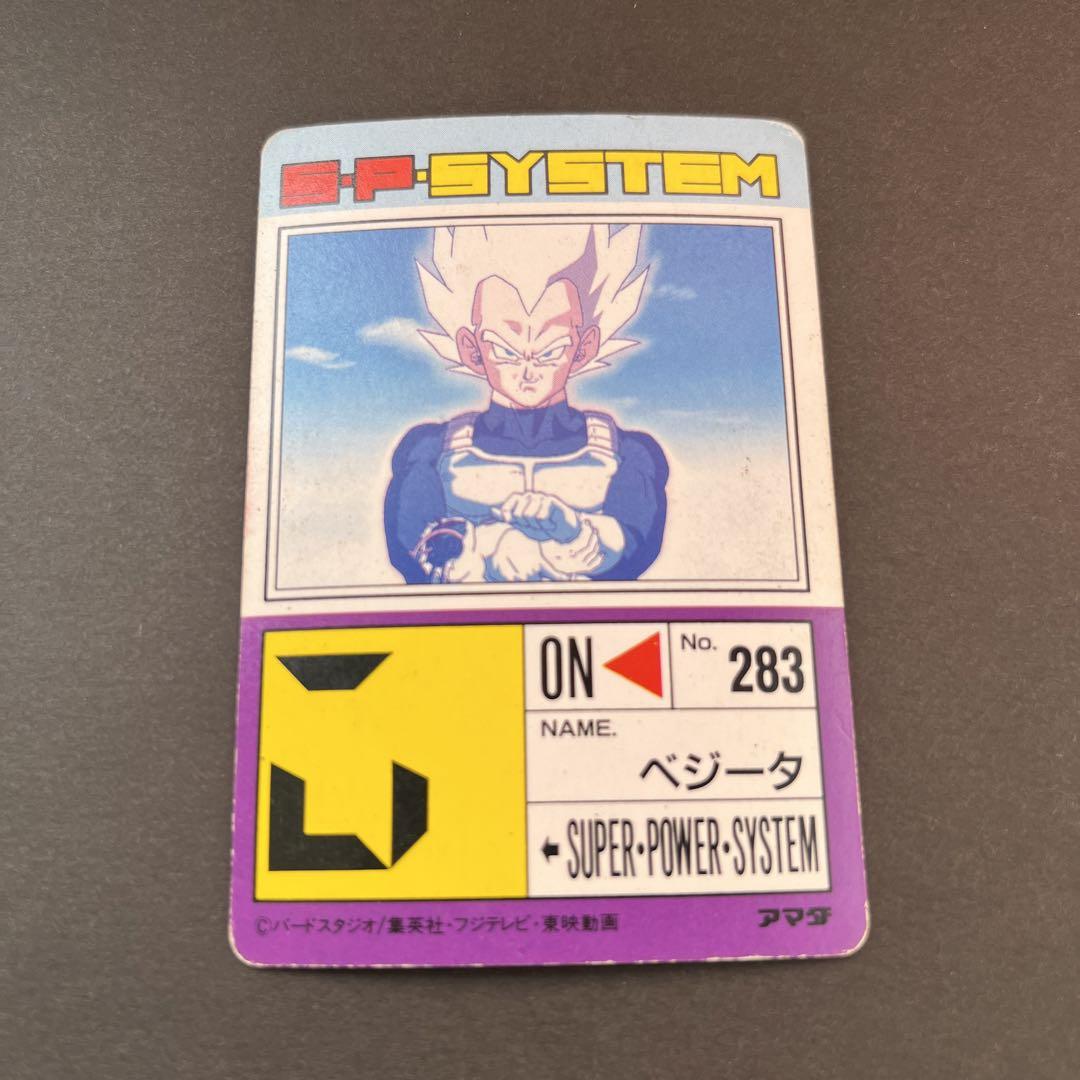 S·P·SYSTEM
ON
No. 283
NAME.
ベジータ
SUPER•POWER•SYSTEM
©バードスタジオ/集英社・フジテレビ・東映動画
アマダ